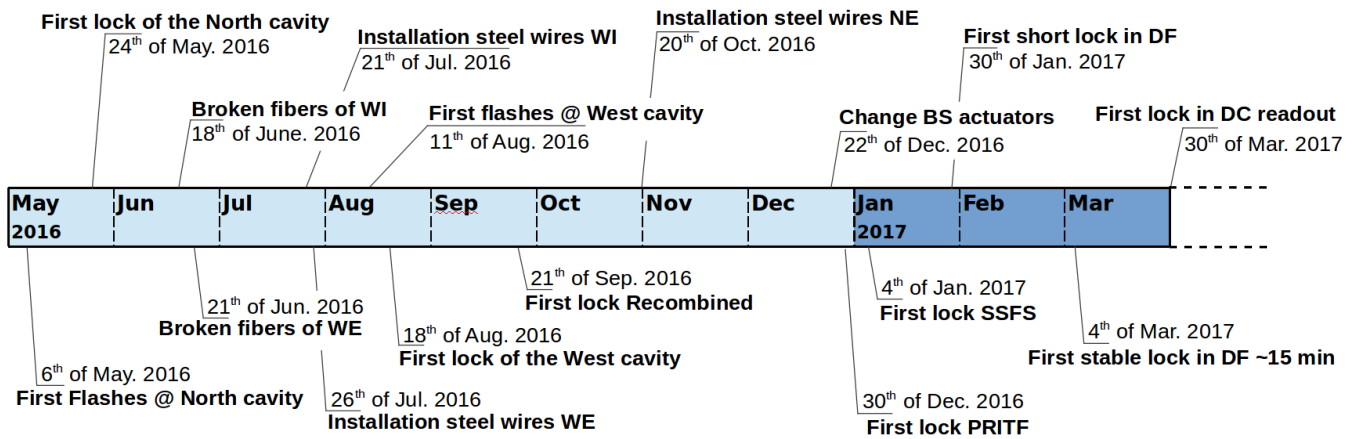 First lock of the North cavity
24th of May. 2016
Installation steel wires WI
21th of Jul. 2016
Installation steel wires NE
20th of Oct. 2016
First short lock in DF
30th of Jan. 2017
Broken fibers of WI
18th of June. 2016
First flashes @ West cavity
11th of Aug. 2016
Change BS actuators
22th of Dec. 2016
First lock in DC readout
30th of Mar. 2017
May Jun Jul Aug Sep Oct Nov Dec Jan Feb Mar
2016 2017
21th of Jun. 2016
Broken fibers of WE
21th of Sep. 2016
First lock Recombined
4th of Jan. 2017
First lock SSFS
18th of Aug. 2016
First lock of the West cavity
4th of Mar. 2017
First stable lock in DF ~15 min
6th of May. 2016
First Flashes @ North cavity
26th of Jul. 2016
Installation steel wires WE
30th of Dec. 2016
First lock PRITF